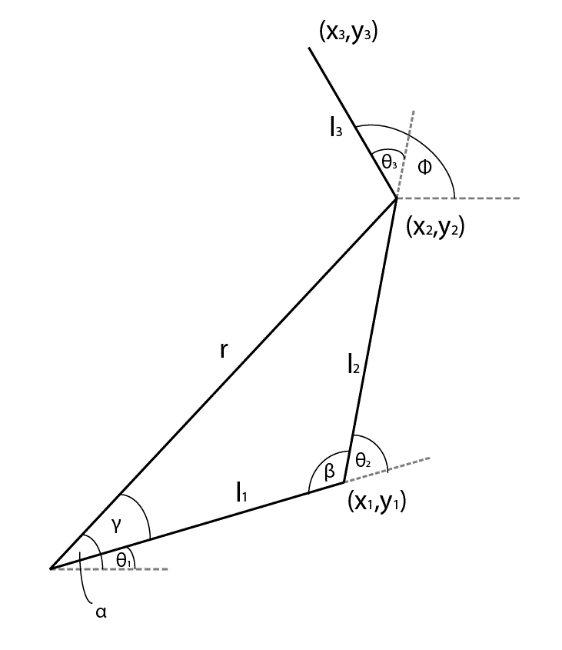 (x₃,y₃)
l₃
θ₃
Φ
(x₂,y₂)
r
l₂
β
θ₂
l₁
(x₁,y₁)
γ
θ₁
α